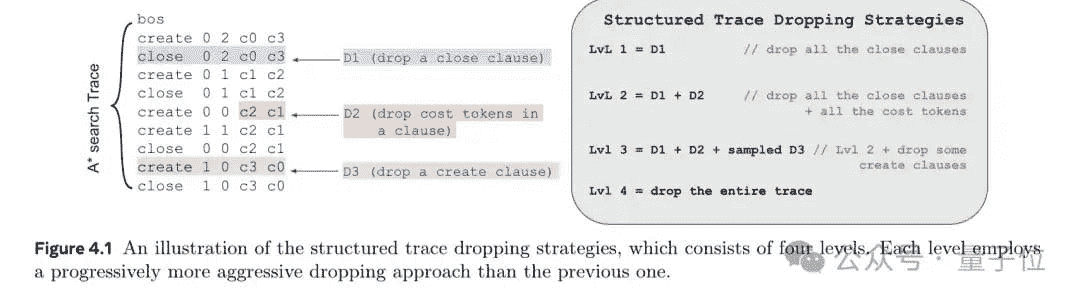 bos
create 0 2 c0 c3
close 0 2 c0 c3
create 0 1 c1 c2
close 0 1 c1 c2
create 0 0 c2 c1
create 1 1 c2 c1
close 0 0 c2 c1
create 1 0 c3 c0
close 1 0 c3 c0
A* search Trace
D1 (drop a close clause)
D2 (drop cost tokens in
a clause)
D3 (drop a create clause)
Structured Trace Dropping Strategies
LvL 1 = D1 // drop all the close clauses
LvL 2 = D1 + D2 // drop all the close clauses
+ all the cost tokens
Lvl 3 = D1 + D2 + sampled D3 // Lvl 2 + drop some
create clauses
Lvl 4 = drop the entire trace
Figure 4.1 An illustration of the structured trace dropping strategies, which consists of four levels. Each level employs
a progressively more aggressive dropping approach than the previous one.
公众号·量子位